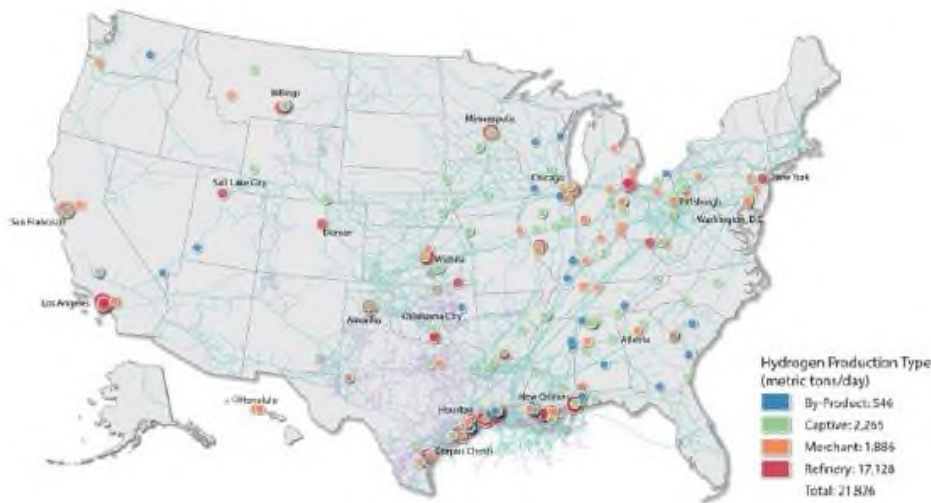 Billings
Minneapolis
Chicago
New York
Salt Lake City
Pittsburgh
San Francisco
Washington, D.C.
Denver
Wichita
Los Angeles
Amarillo
Oklahoma City
Atlanta
Hydrogen Production Type
(metric tons/day)
Honolulu
New Orleans
By-Product: 546
Houston
Captive: 2,265
Merchant: 1,886
Corpus Christi
Refinery: 17,128
Total: 21,826